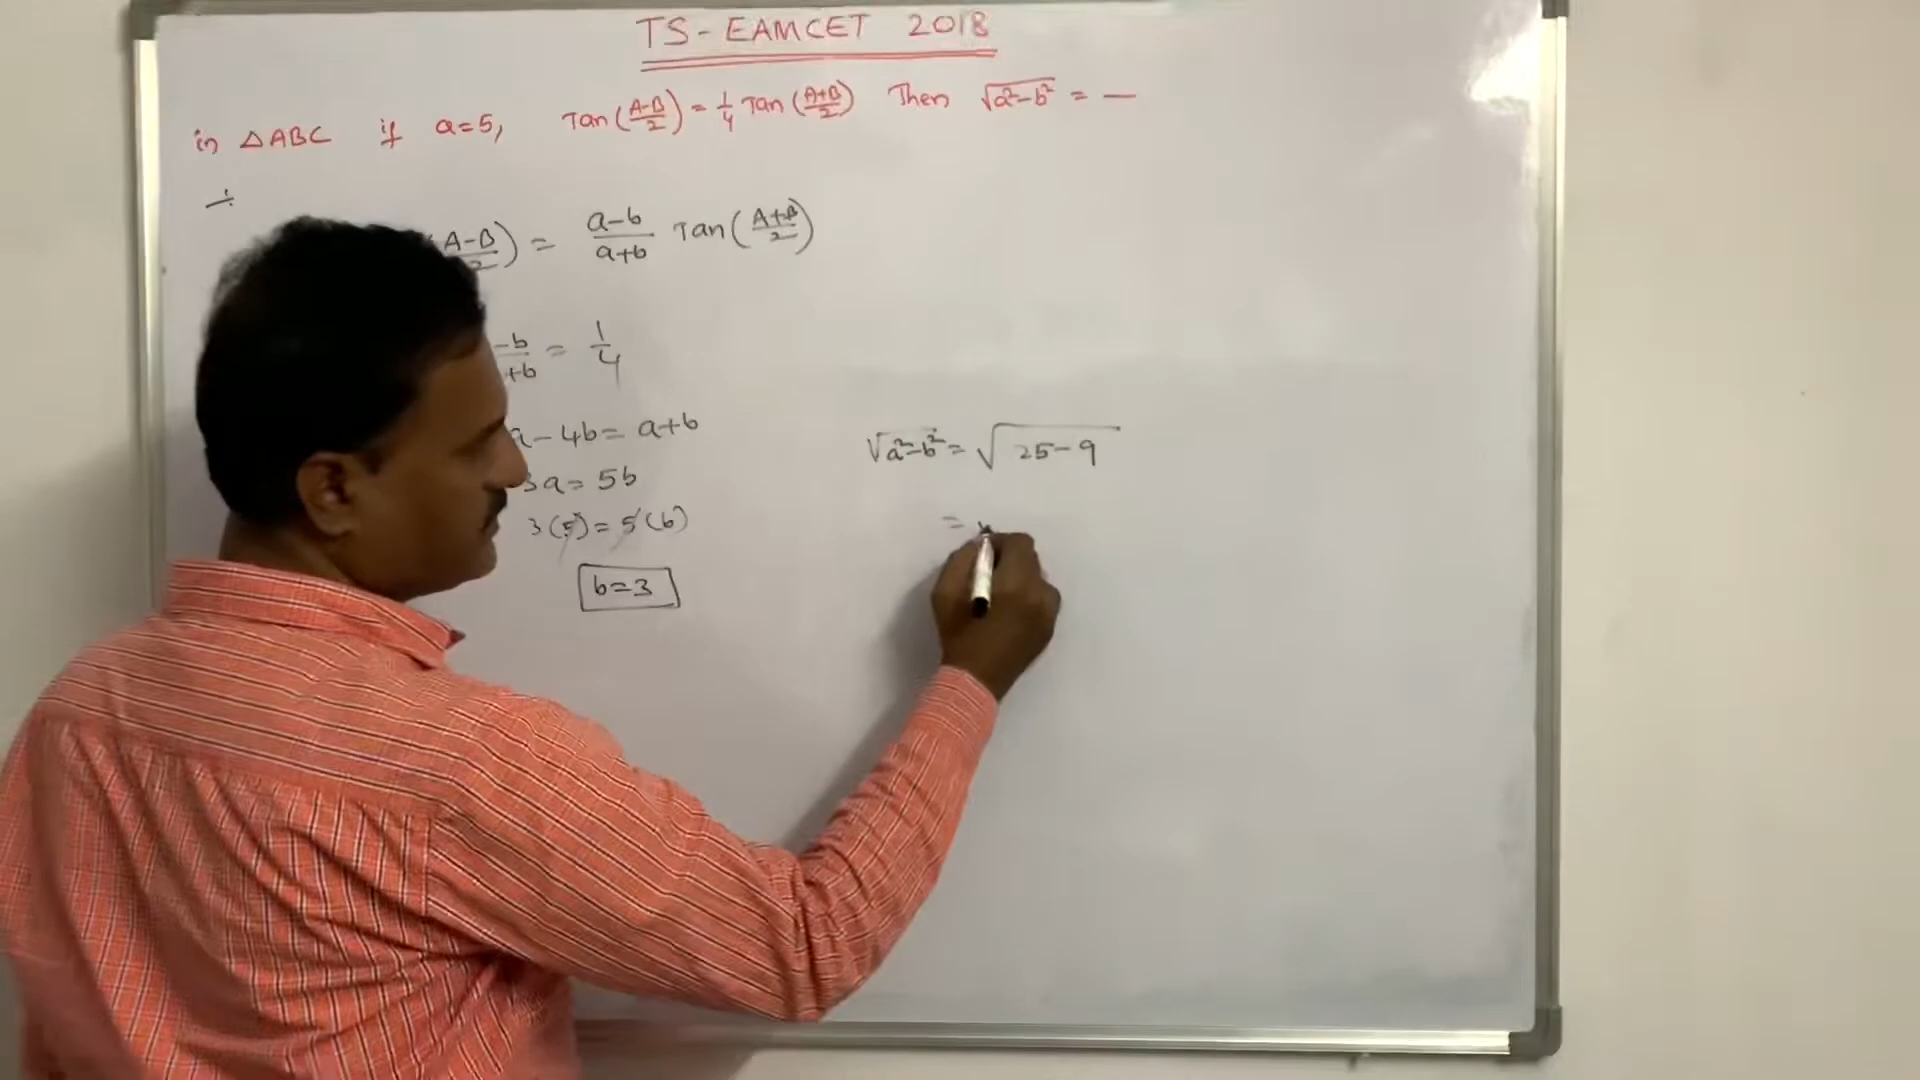 TS - EAMCET 2018
in △ABC if a=5, Tan(A-B/2) = 1/4 Tan(A+B/2) Then √a²-b² = —
A-B/2) = a-b/a+b Tan(A+B/2)
-b/+b = 1/4
a - 4b = a+b
3a = 5b
3(5) = 5(b)
b=3
√a²-b² = √25-9
=